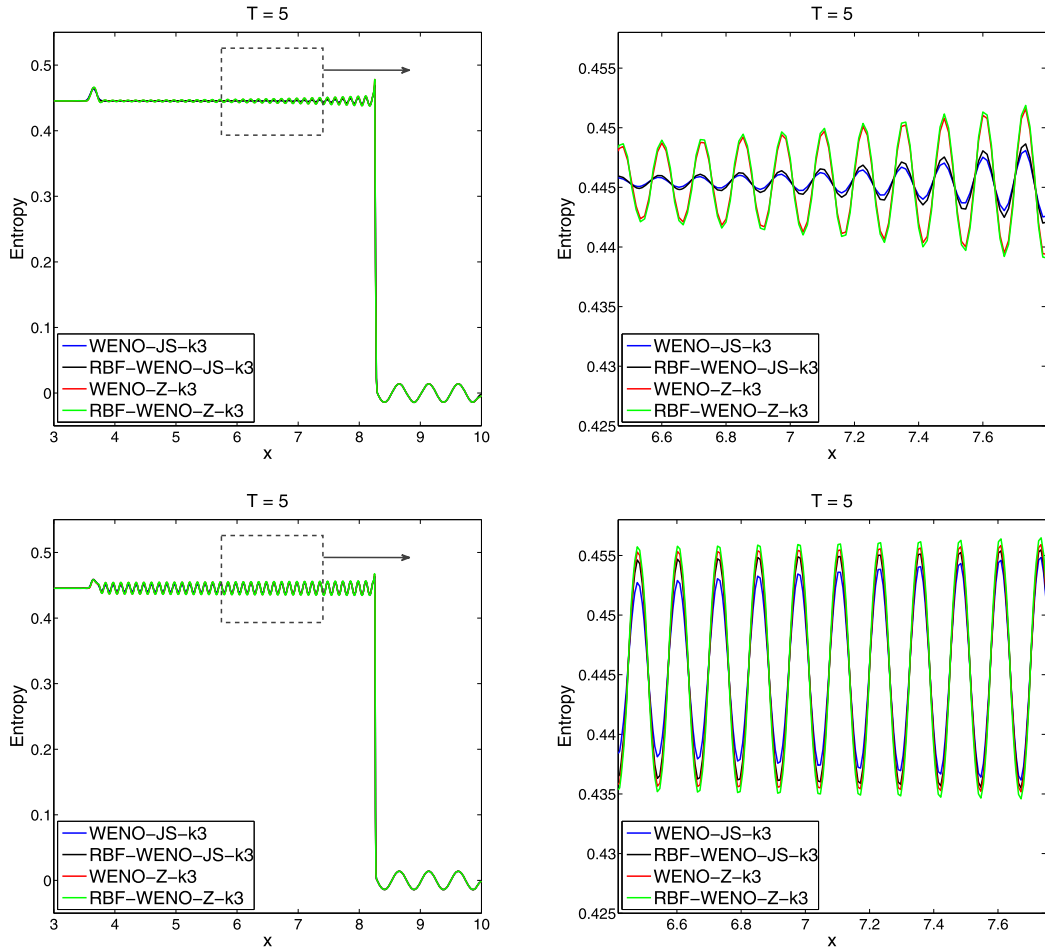 T = 5
Entropy
0.5
0.4
0.3
0.2
0.1
0
WENO-JS-k3
RBF-WENO-JS-k3
WENO-Z-k3
RBF-WENO-Z-k3
3 4 5 6 7 8 9 10
x
T = 5
Entropy
0.455
0.45
0.445
0.44
0.435
0.43
0.425
WENO-JS-k3
RBF-WENO-JS-k3
WENO-Z-k3
RBF-WENO-Z-k3
6.6 6.8 7 7.2 7.4 7.6
x
T = 5
Entropy
0.5
0.4
0.3
0.2
0.1
0
WENO-JS-k3
RBF-WENO-JS-k3
WENO-Z-k3
RBF-WENO-Z-k3
3 4 5 6 7 8 9 10
x
T = 5
Entropy
0.455
0.45
0.445
0.44
0.435
0.43
0.425
WENO-JS-k3
RBF-WENO-JS-k3
WENO-Z-k3
RBF-WENO-Z-k3
6.6 6.8 7 7.2 7.4 7.6
x